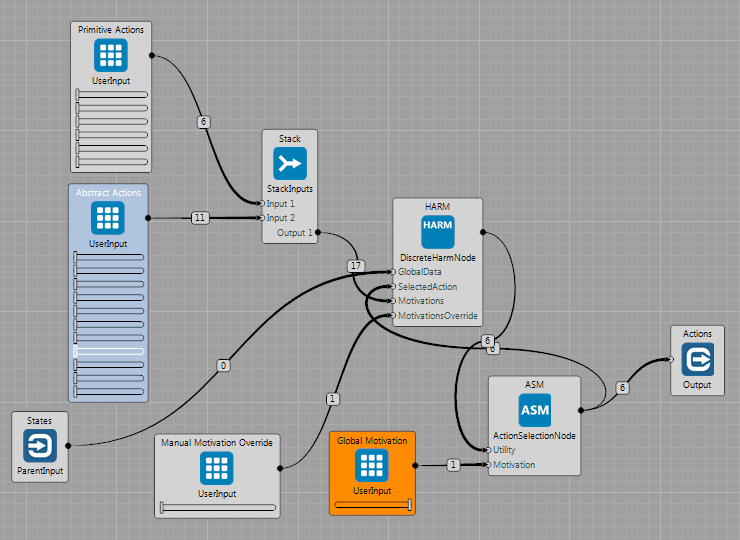 Primitive Actions
UserInput
6
Stack
StackInputs
Input 1
Input 2
Output 1
Abstract Actions
UserInput
11
HARM
HARM
DiscreteHarmNode
GlobalData
SelectedAction
Motivations
MotivationsOverride
17
0
1
6
6
Actions
Output
6
ASM
ASM
ActionSelectionNode
Utility
Motivation
States
ParentInput
Manual Motivation Override
UserInput
Global Motivation
UserInput
1